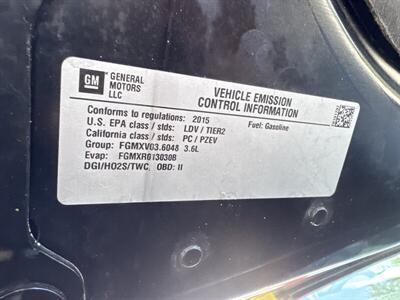 GM
GENERAL
MOTORS
LLC
VEHICLE EMISSION
CONTROL INFORMATION
Conforms to regulations: 2015 Fuel: Gasoline
U.S. EPA class / stds: LDV / TIER2
California class / stds: PC / PZEV
Group: FGMXV03.6048 3.6L
Evap: FGMXR013030B
DGI/HO2S/TWC, OBD: II